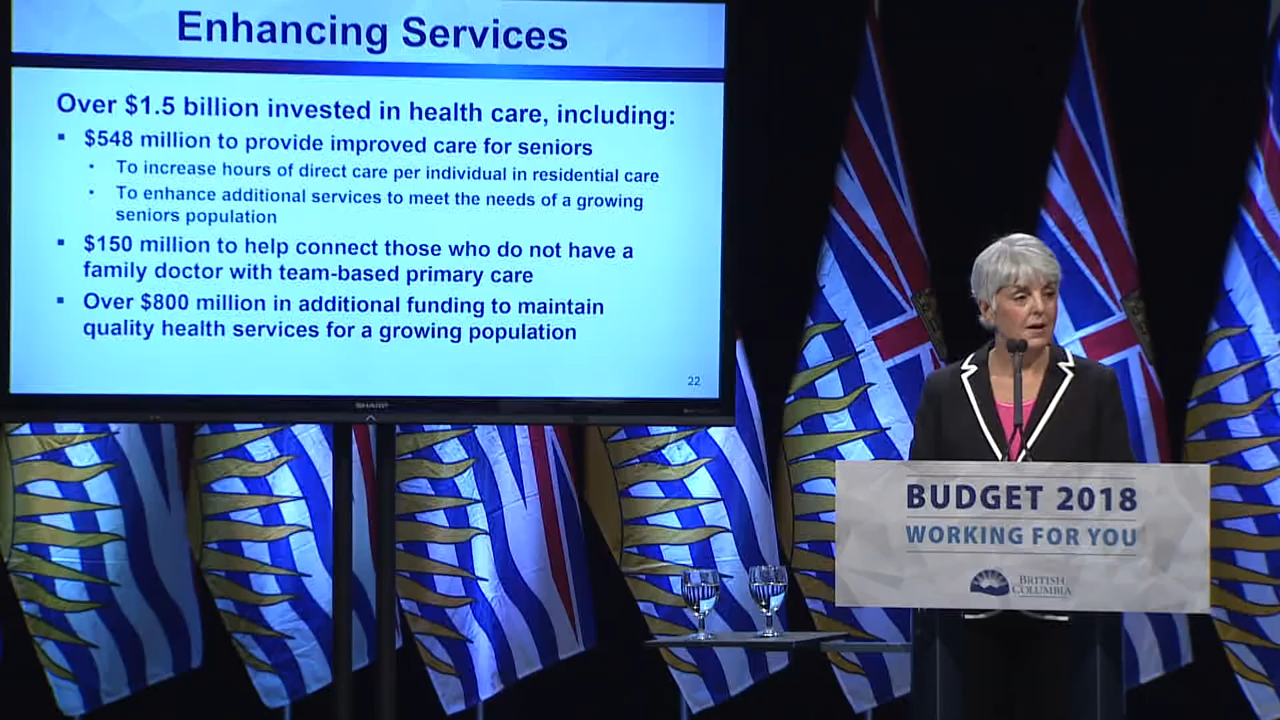 Enhancing Services
Over $1.5 billion invested in health care, including:
▪ $548 million to provide improved care for seniors
• To increase hours of direct care per individual in residential care
• To enhance additional services to meet the needs of a growing
seniors population
▪ $150 million to help connect those who do not have a
family doctor with team-based primary care
▪ Over $800 million in additional funding to maintain
quality health services for a growing population
22
SHARP
BUDGET 2018
WORKING FOR YOU
BRITISH
COLUMBIA